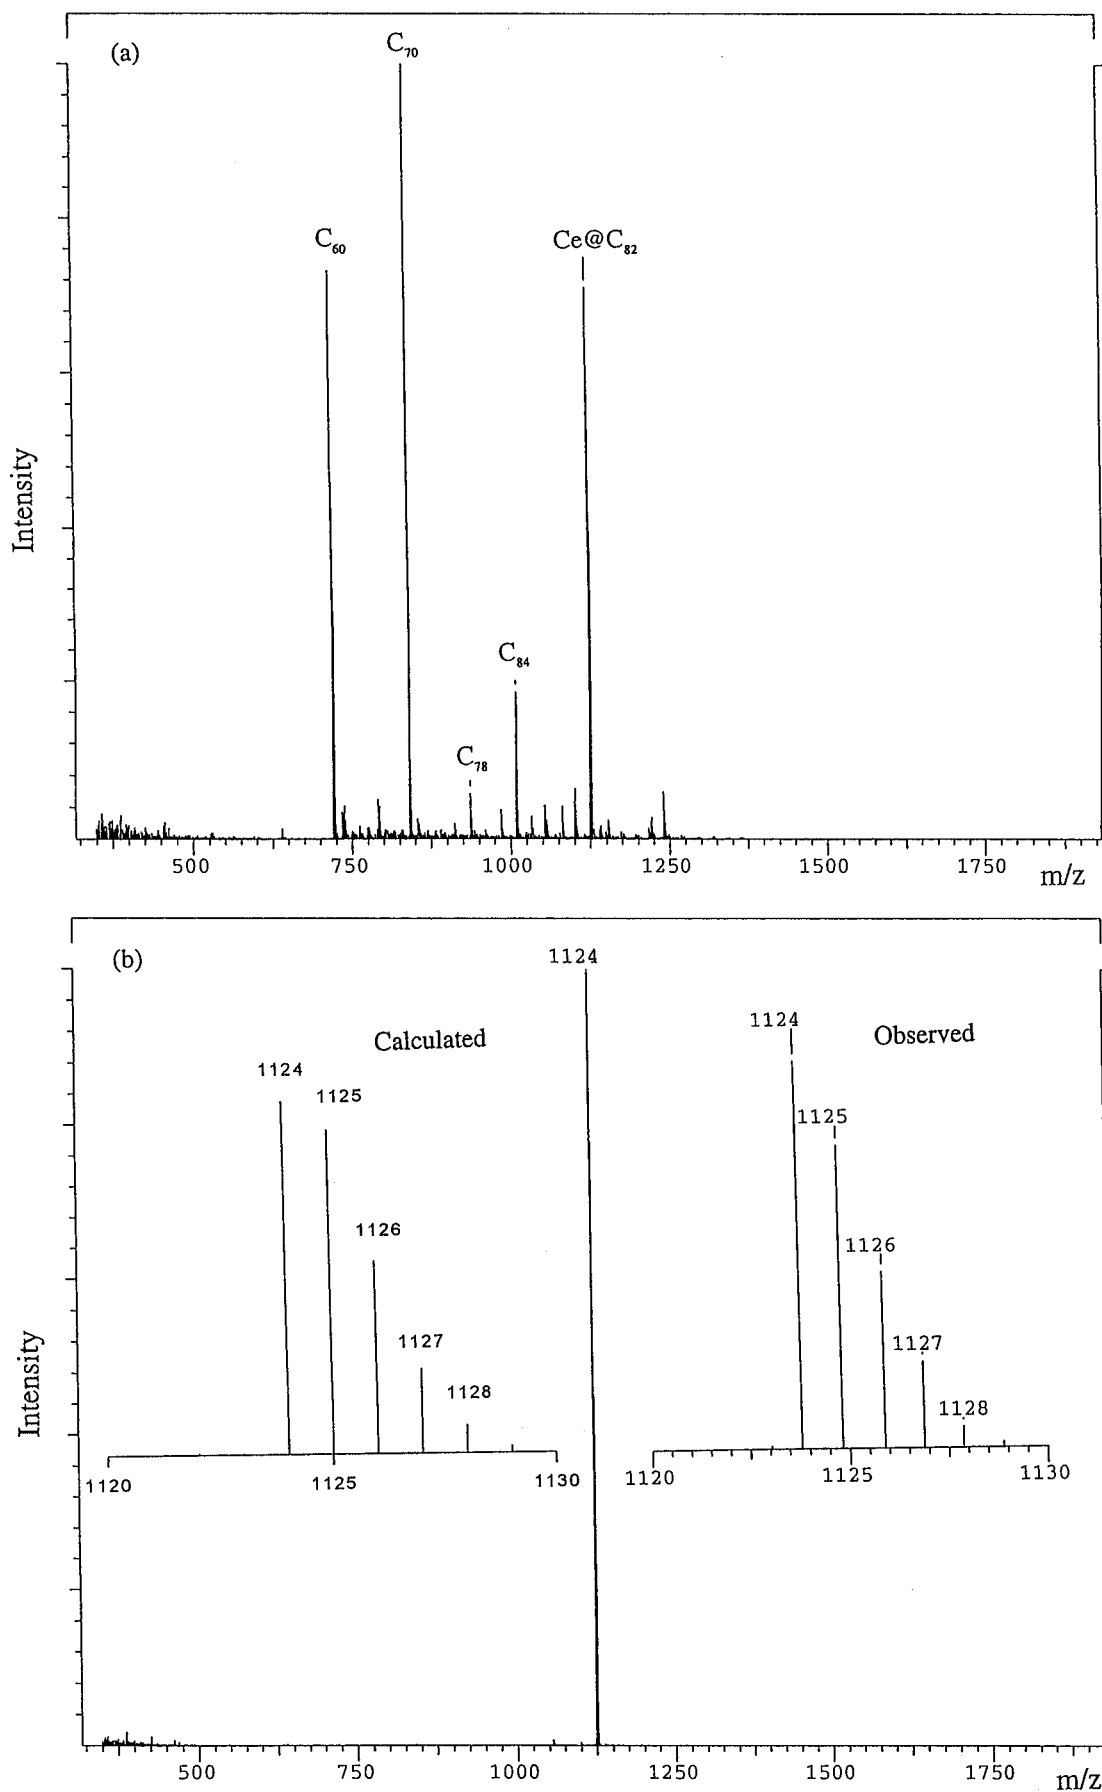 (a)
C₇₀
C₆₀
Ce@C₈₂
C₈₄
C₇₈
Intensity
500 750 1000 1250 1500 1750 m/z
(b)
1124
Calculated
1124
1125
1126
1127
1128
1120 1125 1130
Observed
1124
1125
1126
1127
1128
1120 1125 1130
Intensity
500 750 1000 1250 1500 1750 m/z